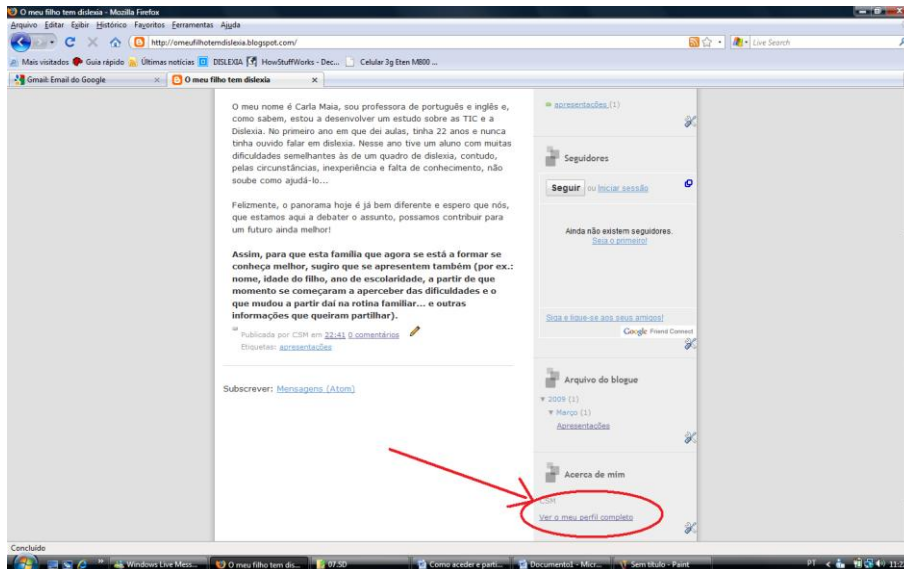 O meu filho tem dislexia - Mozilla Firefox
Arquivo Editar Exibir Histórico Favoritos Ferramentas Ajuda
http://omeufilhotemdislexia.blogspot.com/
Live Search
Mais visitados Guia rápido Últimas notícias DISLEXIA HowStuffWorks - Dec... Celular 3g Eten M800 ...
Gmail: Email do Google
O meu filho tem dislexia
O meu nome é Carla Maia, sou professora de português e inglês e,
como sabem, estou a desenvolver um estudo sobre as TIC e a
Dislexia. No primeiro ano em que dei aulas, tinha 22 anos e nunca
tinha ouvido falar em dislexia. Nesse ano tive um aluno com muitas
dificuldades semelhantes às de um quadro de dislexia, contudo,
pelas circunstâncias, inexperiência e falta de conhecimento, não
soube como ajudá-lo...
Felizmente, o panorama hoje é já bem diferente e espero que nós,
que estamos aqui a debater o assunto, possamos contribuir para
um futuro ainda melhor!
Assim, para que esta família que agora se está a formar se
conheça melhor, sugiro que se apresentem também (por ex.:
nome, idade do filho, ano de escolaridade, a partir de que
momento se começaram a aperceber das dificuldades e o
que mudou a partir daí na rotina familiar... e outras
informações que queiram partilhar).
Publicada por CSM em 22:41 0 comentários
Etiquetas: apresentações
Subscrever: Mensagens (Atom)
apresentações (1)
Seguidores
Seguir ou Iniciar sessão
Ainda não existem seguidores.
Seja o primeiro!
Siga e ligue-se aos seus amigos!
Google Friend Connect
Arquivo do blogue
▼ 2009 (1)
▼ Março (1)
Apresentações
Acerca de mim
CSM
Ver o meu perfil completo
Concluído
Windows Live Mess... O meu filho tem dis... 07.SD Como aceder e parti... Documento1 - Micr... Sem título - Paint PT